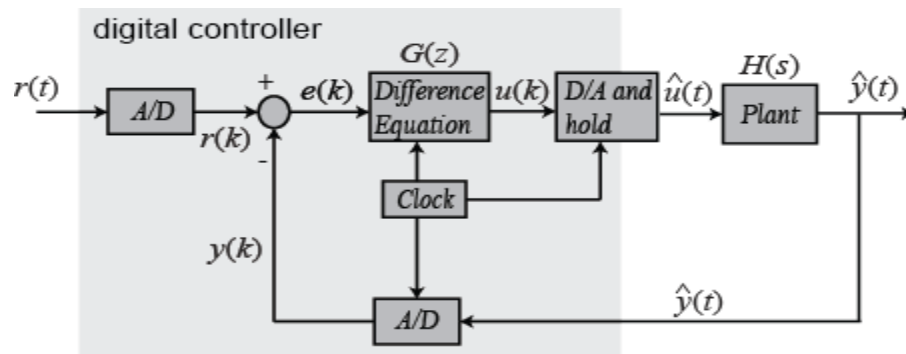 digital controller
G(z)
H(s)
r(t)
A/D
r(k)
+
-
e(k)
Difference
Equation
u(k)
D/A and
hold
û(t)
Plant
ŷ(t)
Clock
y(k)
A/D
ŷ(t)